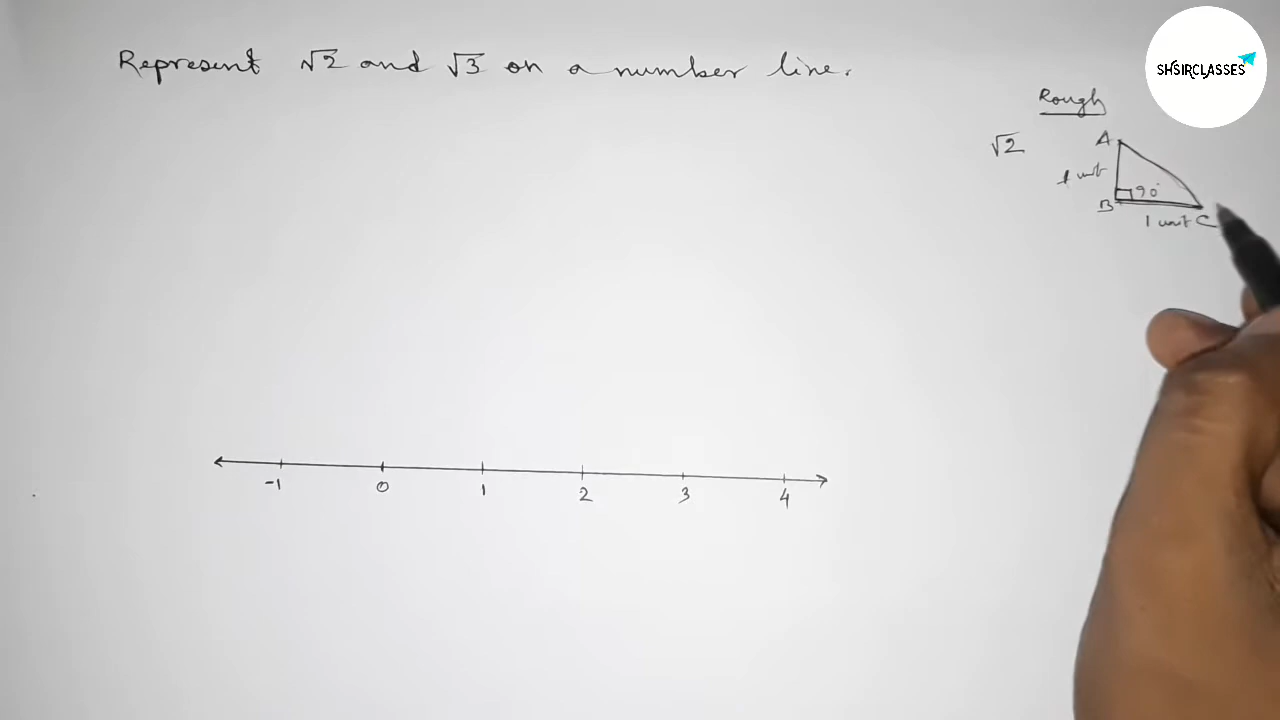 Represent √2 and √3 on a number line.
SHSIRCLASSES
Rough
√2
A
1 unit
90°
B
1 unit C
-1 0 1 2 3 4